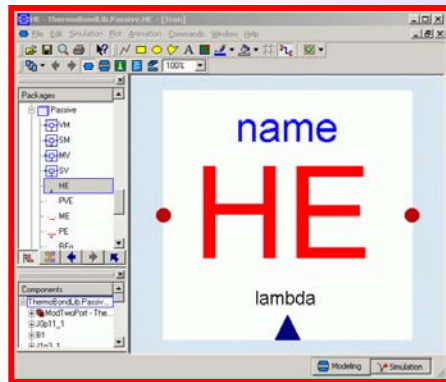 HE - ThermoBondLib.Passive.HE - [Icon]
File Edit Simulation Plot Animation Commands Window Help
100%
Packages
Passive
VM
SM
MV
SV
HE
PVE
ME
PE
name
HE
lambda
Components
ThermoBondLib.Passiv...
ModTwoPort - The...
J0p11_1
B1
Modeling
Simulation